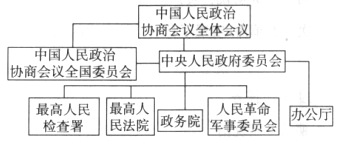 中国人民政治
协商会议全体会议
中国人民政治
协商会议全国委员会
中央人民政府委员会
最高人民
检查署
最高人
民法院
政务院
人民革命
军事委员会
办公厅